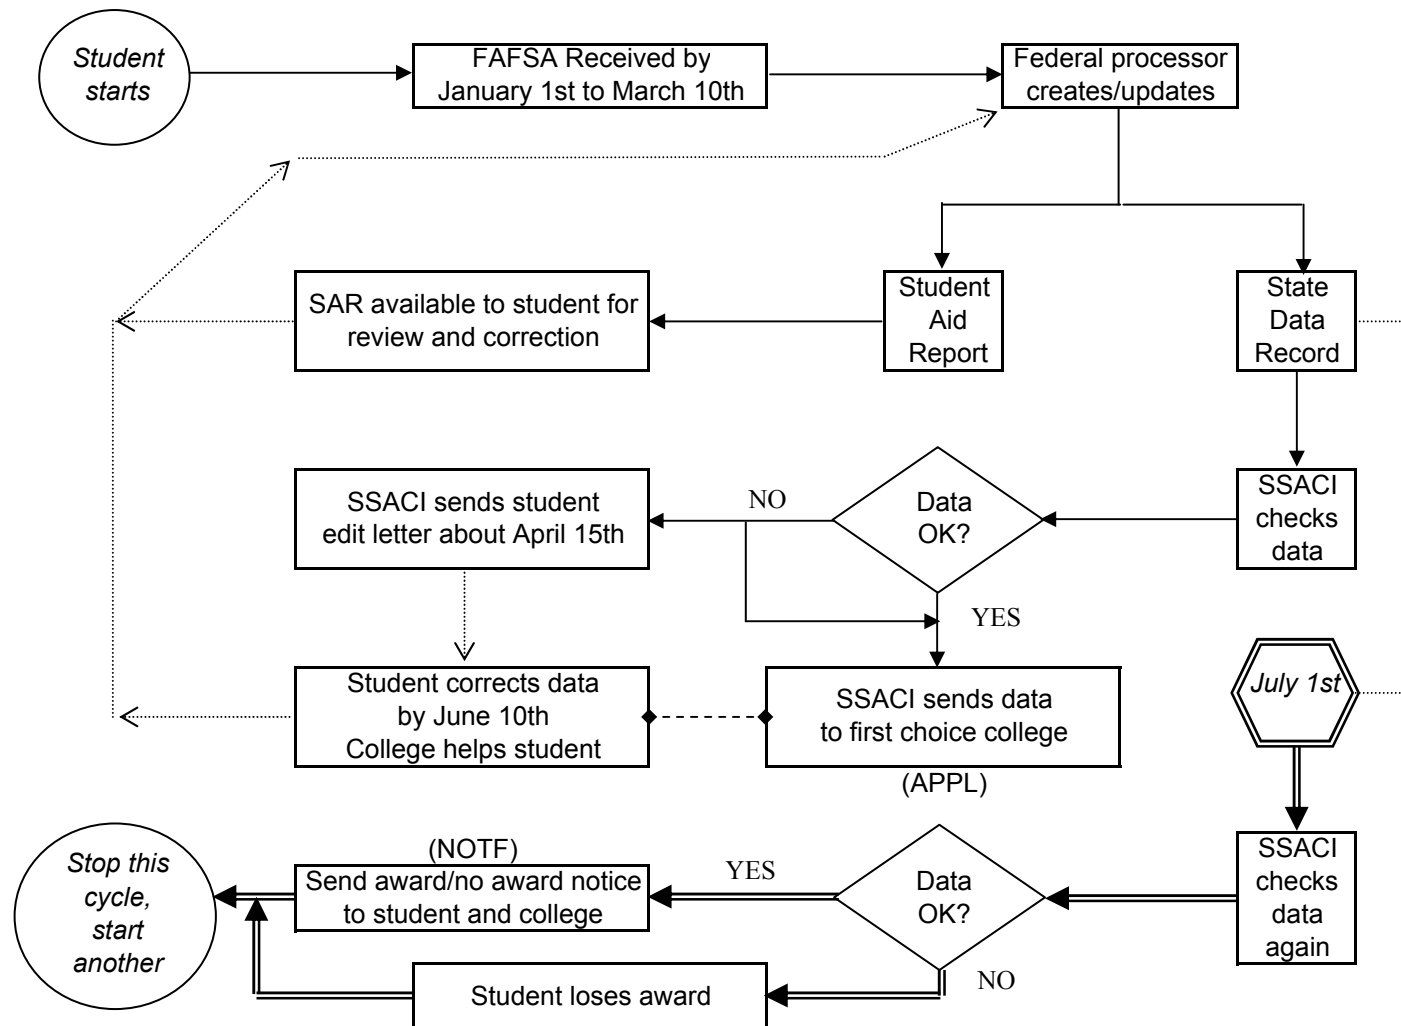 Student
starts
FAFSA Received by
January 1st to March 10th
Federal processor
creates/updates
SAR available to student for
review and correction
Student
Aid
Report
State
Data
Record
SSACI sends student
edit letter about April 15th
NO
Data
OK?
SSACI
checks
data
YES
Student corrects data
by June 10th
College helps student
SSACI sends data
to first choice college
(APPL)
July 1st
Stop this
cycle,
start
another
(NOTF)
Send award/no award notice
to student and college
YES
Data
OK?
SSACI
checks
data
again
NO
Student loses award